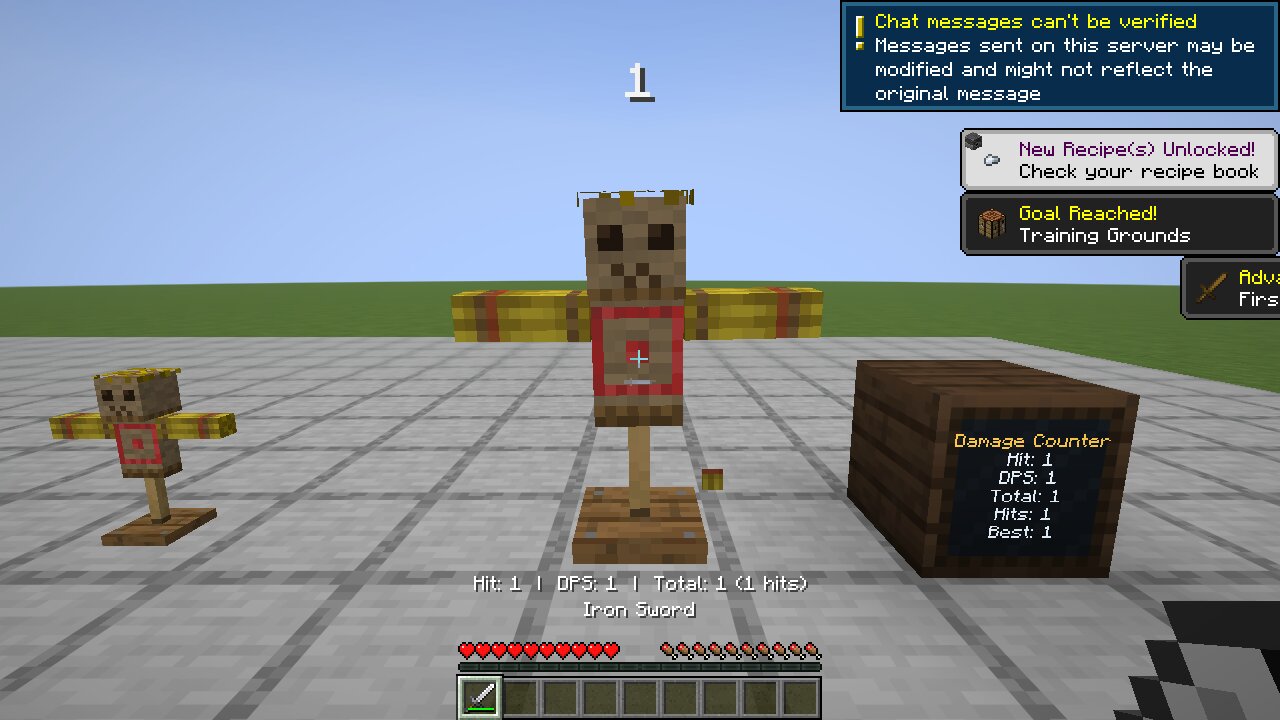 Chat messages can't be verified
Messages sent on this server may be
modified and might not reflect the
original message
1
New Recipe(s) Unlocked!
Check your recipe book
Goal Reached!
Training Grounds
Adva
Firs
Damage Counter
Hit: 1
DPS: 1
Total: 1
Hits: 1
Best: 1
Hit: 1 | DPS: 1 | Total: 1 (1 hits)
Iron Sword